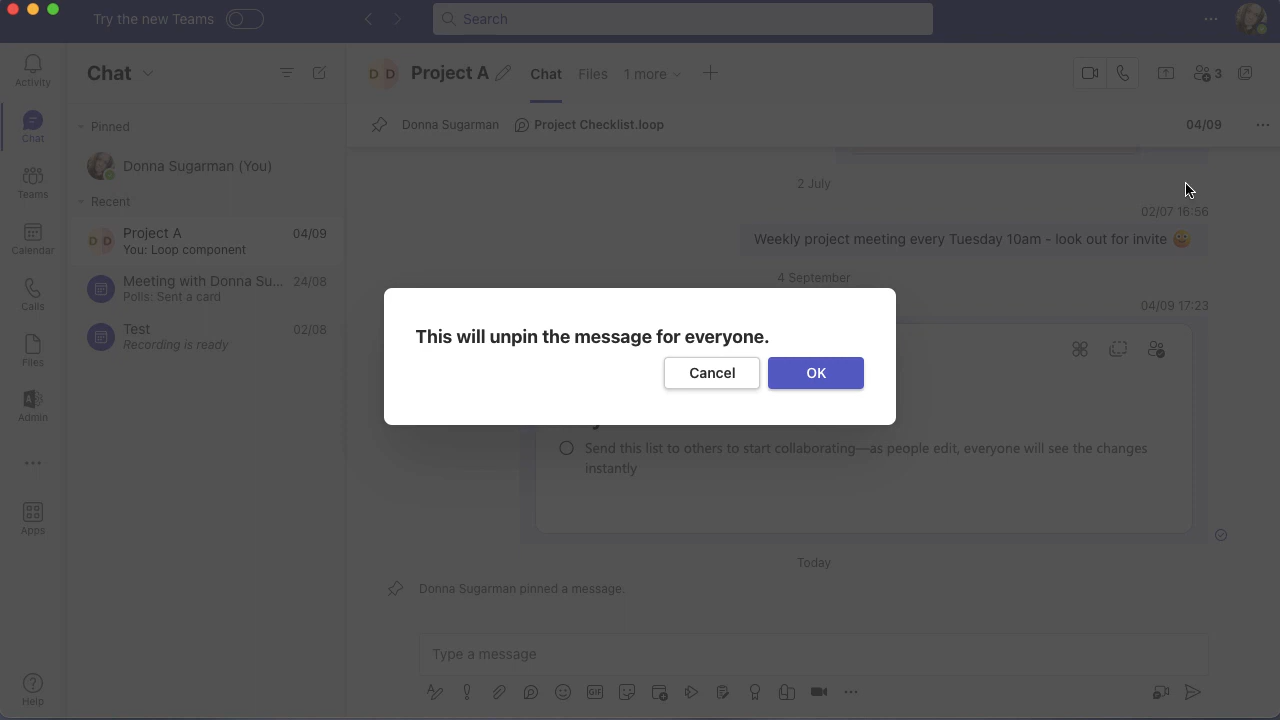 Try the new Teams
Search
Activity
Chat
Teams
Calendar
Calls
Files
Admin
Apps
Help
Chat
Pinned
Donna Sugarman (You)
Recent
Project A 04/09
You: Loop component
Meeting with Donna Su... 24/08
Polls: Sent a card
Test 02/08
Recording is ready
DD Project A Chat Files 1 more 3
Donna Sugarman Project Checklist.loop 04/09
2 July
02/07 16:56
Weekly project meeting every Tuesday 10am - look out for invite
4 September
04/09 17:23
This will unpin the message for everyone.
Cancel OK
Send this list to others to start collaborating—as people edit, everyone will see the changes
instantly
Today
Donna Sugarman pinned a message.
Type a message
GIF